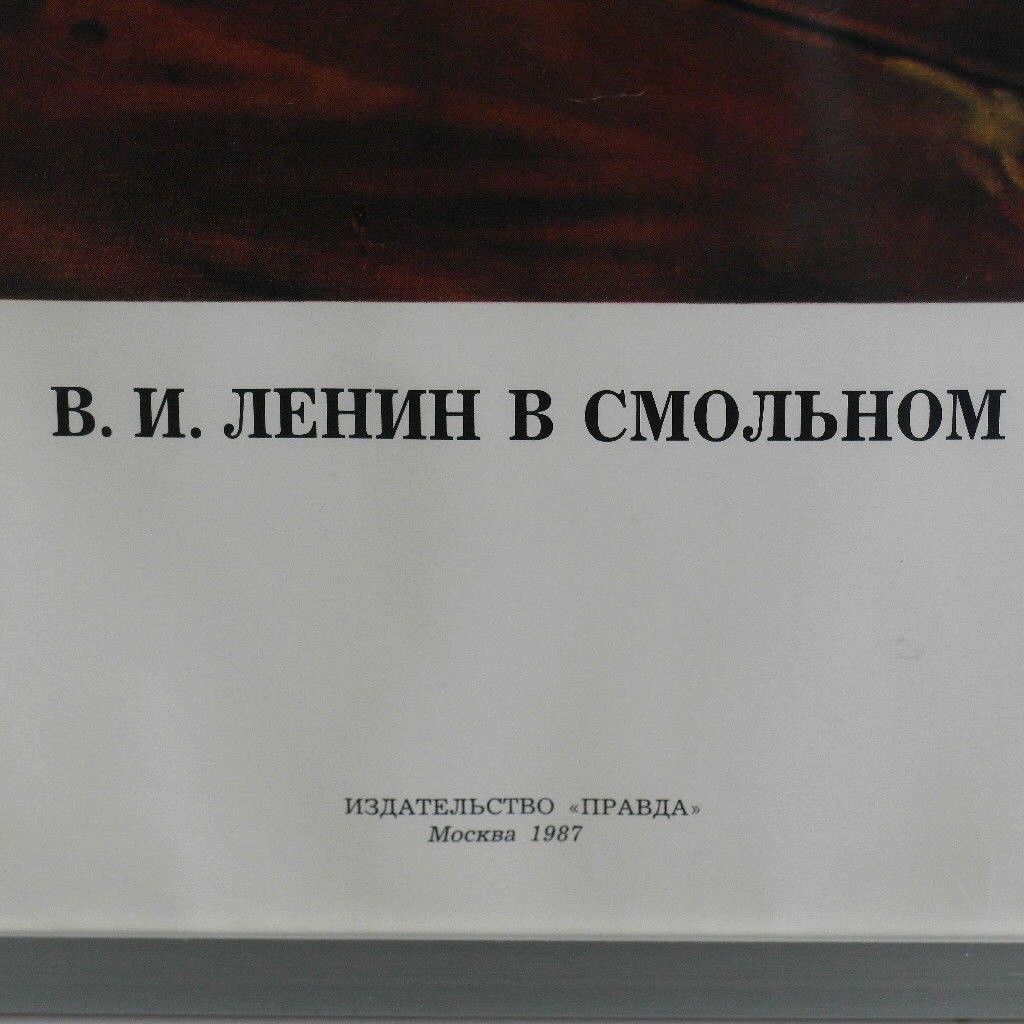 В. И. ЛЕНИН В СМОЛЬНОМ
ИЗДАТЕЛЬСТВО «ПРАВДА»
Москва 1987